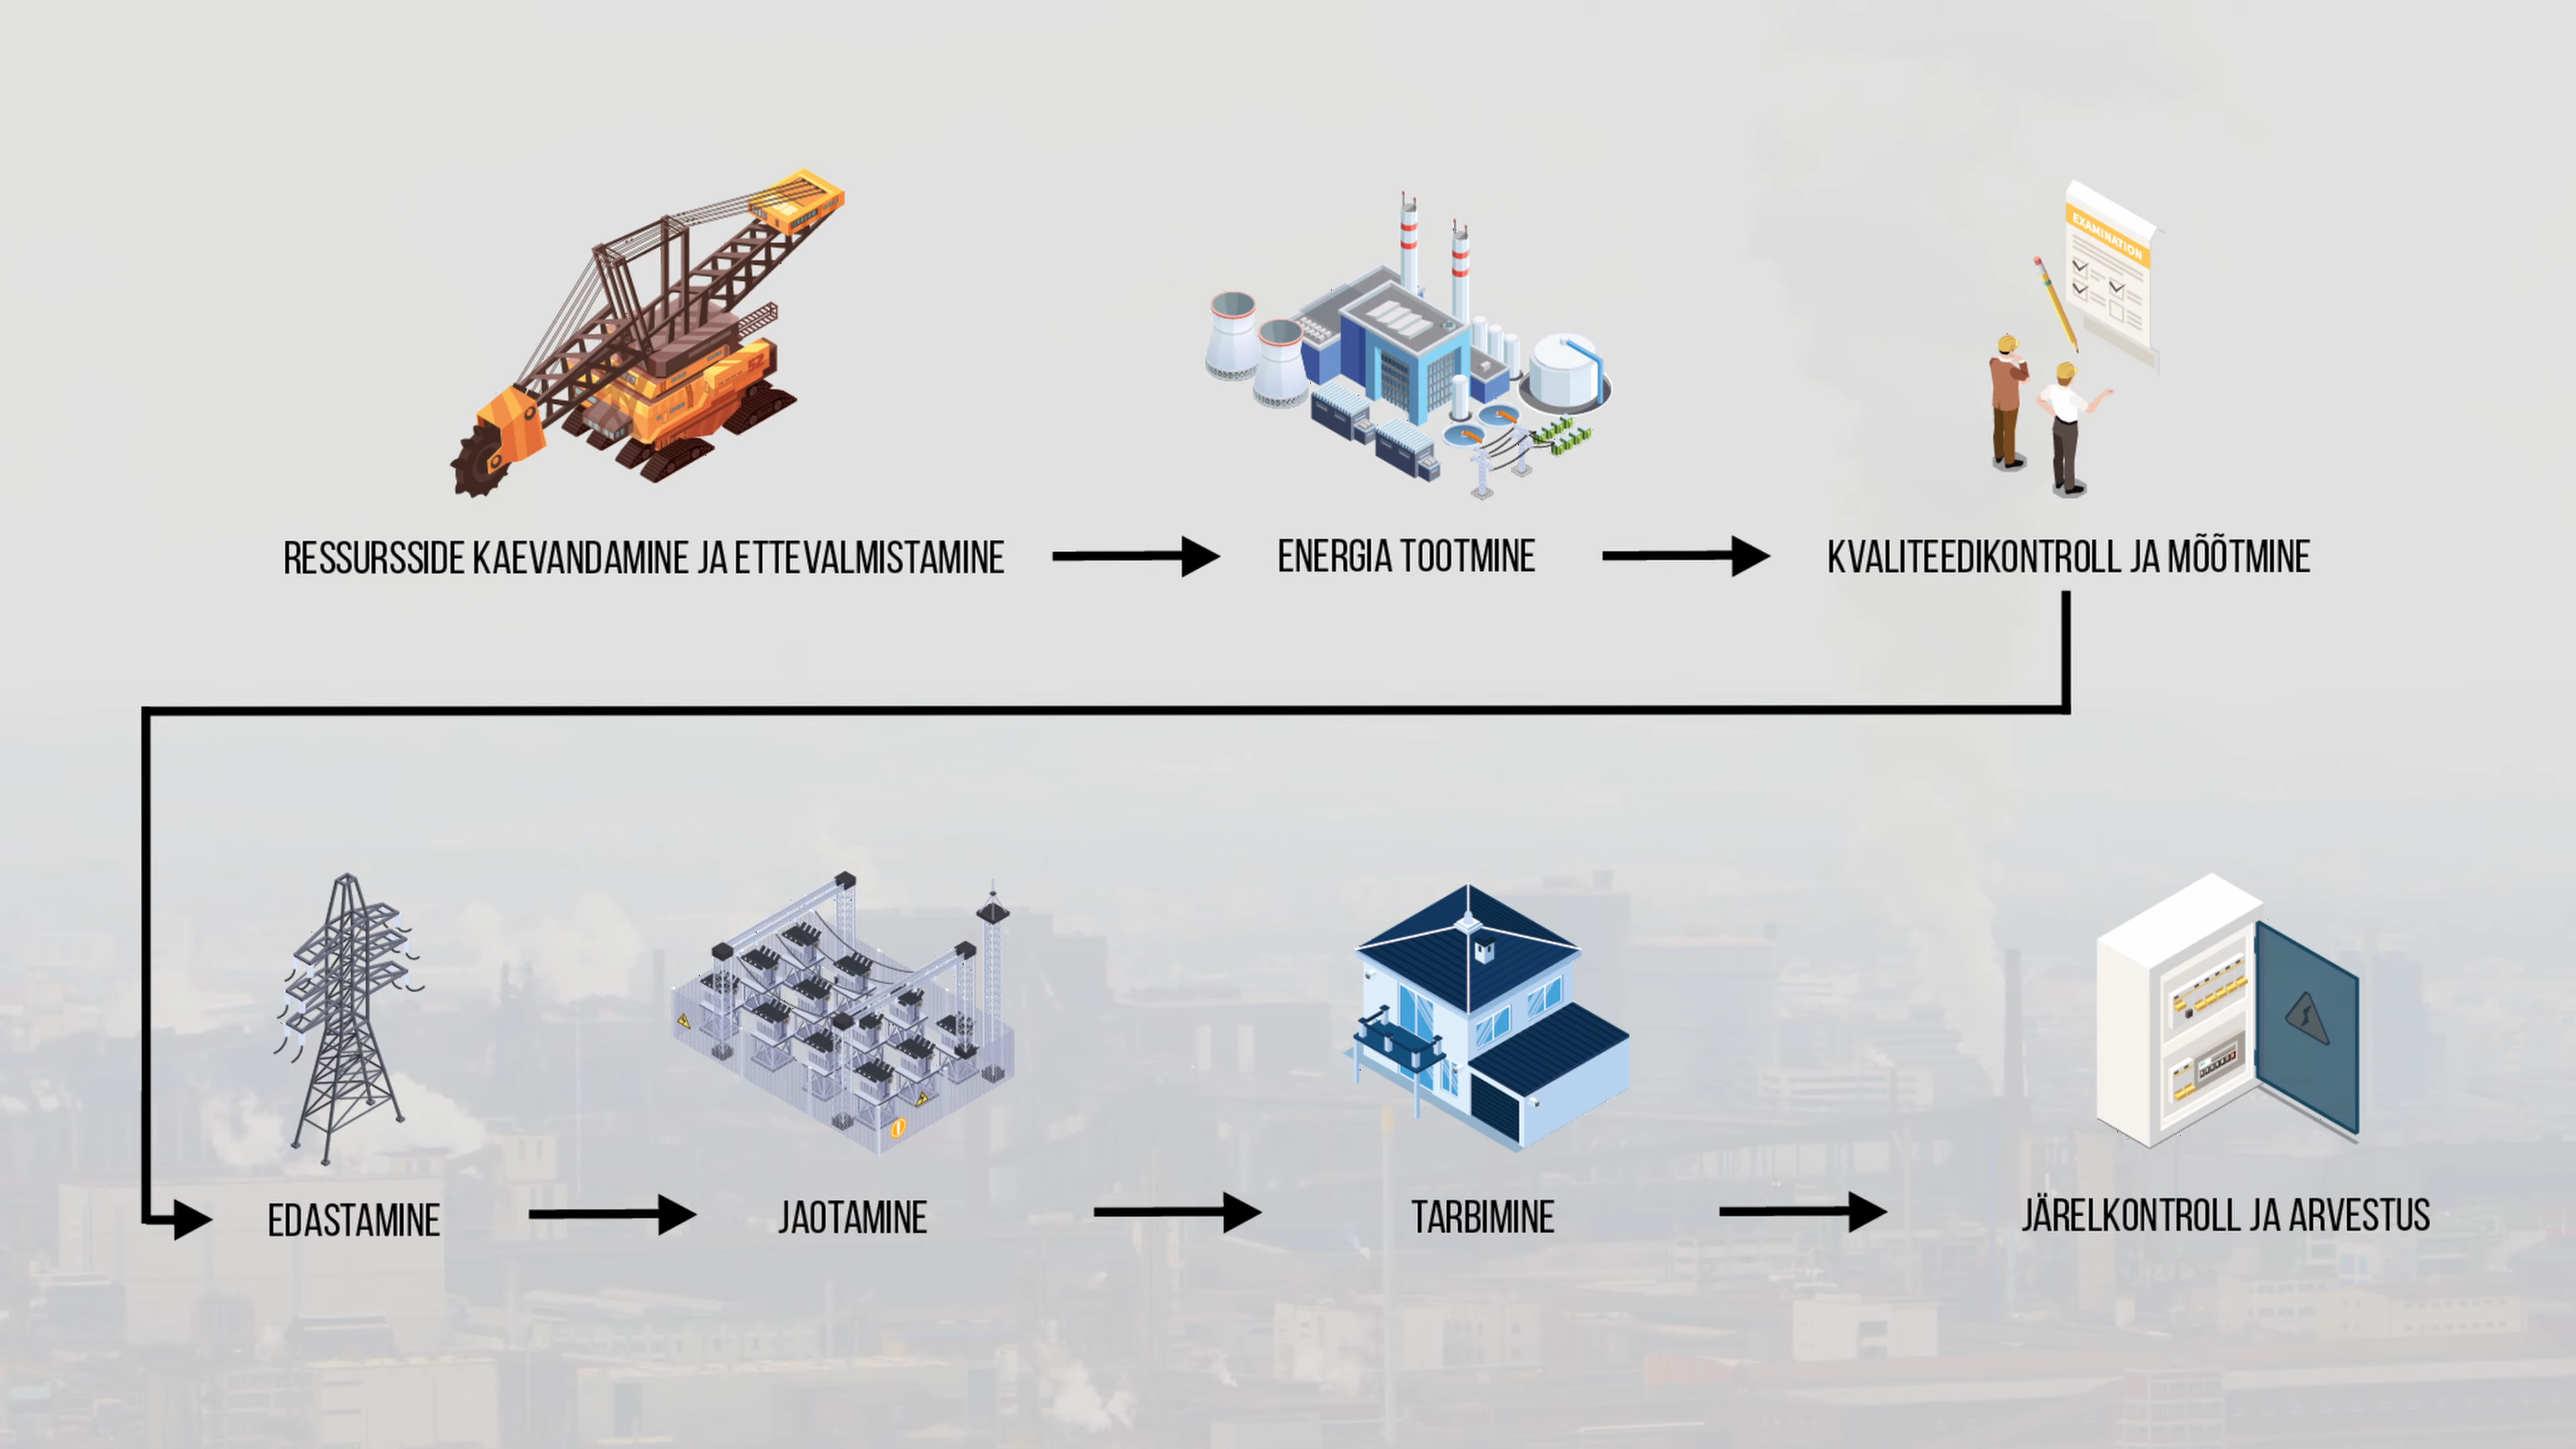 EXAMINATION
RESSURSSIDE KAEVANDAMINE JA ETTEVALMISTAMINE
ENERGIA TOOTMINE
KVALITEEDIKONTROLL JA MÕÕTMINE
EDASTAMINE
JAOTAMINE
TARBIMINE
JÄRELKONTROLL JA ARVESTUS